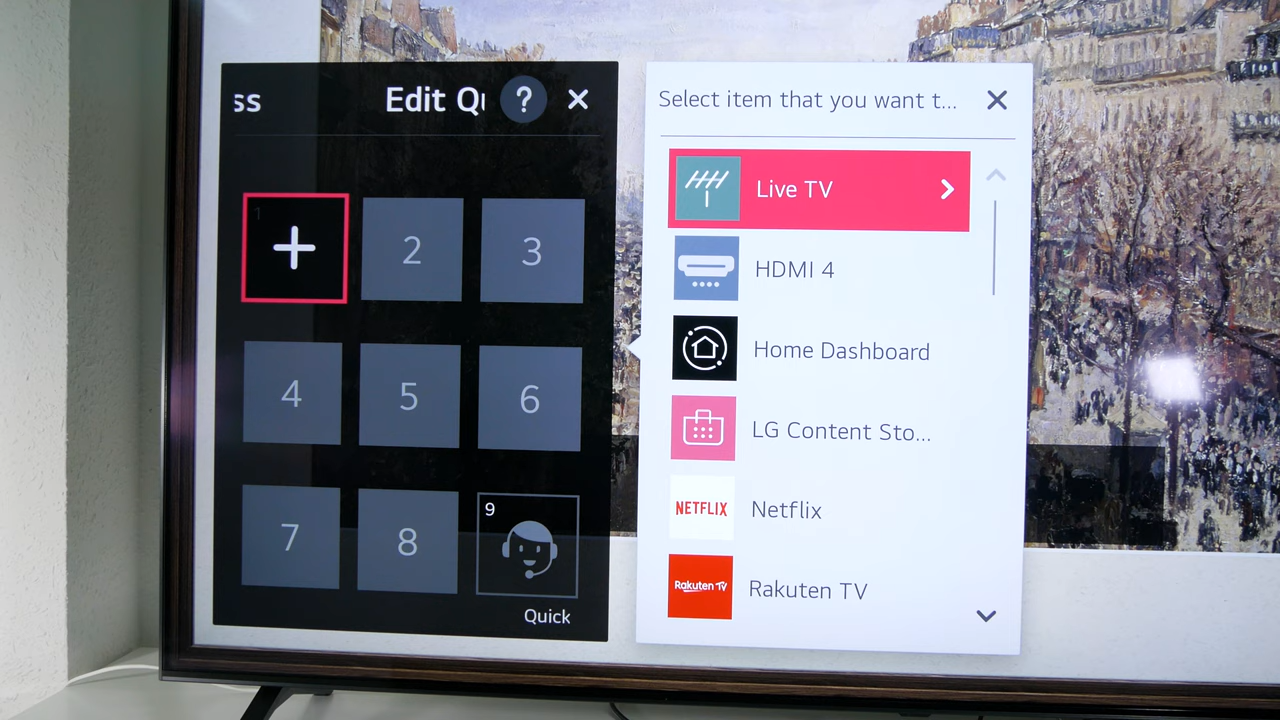 ss Edit Qu ? ×
1 + 2 3
4 5 6
7 8 9
Quick
Select item that you want t... ×
Live TV
HDMI 4
Home Dashboard
LG Content Sto...
NETFLIX Netflix
Rakuten TV Rakuten TV